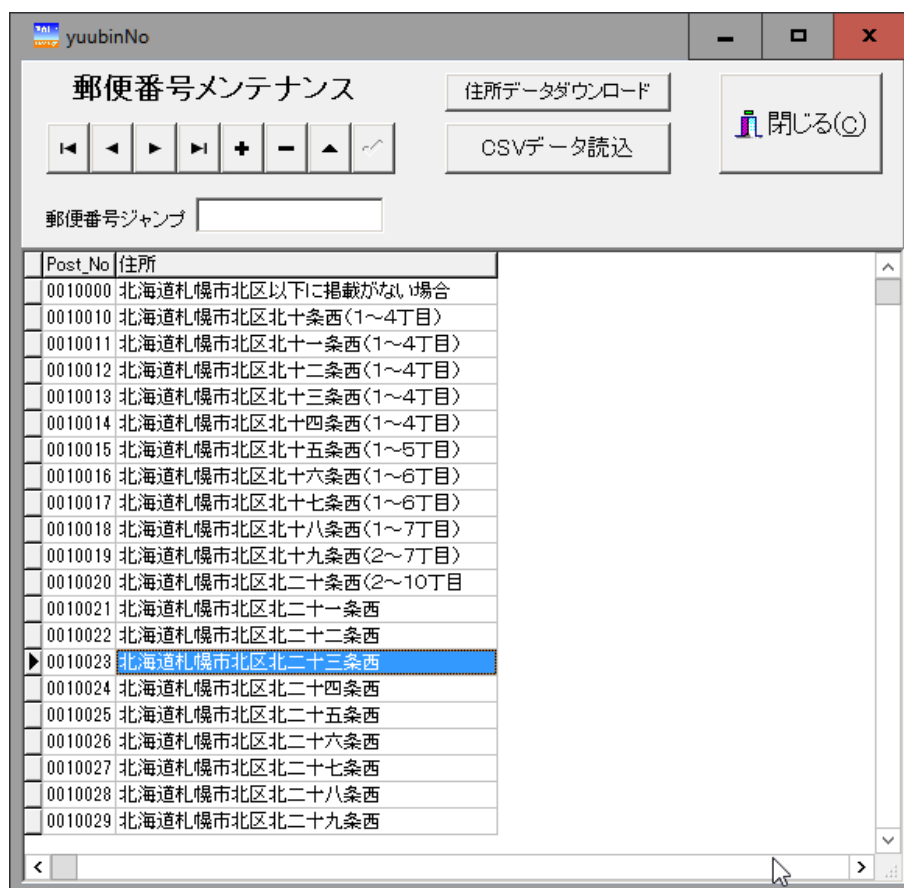 yuubinNo
郵便番号メンテナンス
住所データダウンロード
閉じる(C)
CSVデータ読込
郵便番号ジャンプ
Post_No 住所
0010000 北海道札幌市北区以下に掲載がない場合
0010010 北海道札幌市北区北十条西(1～4丁目)
0010011 北海道札幌市北区北十一条西(1～4丁目)
0010012 北海道札幌市北区北十二条西(1～4丁目)
0010013 北海道札幌市北区北十三条西(1～4丁目)
0010014 北海道札幌市北区北十四条西(1～4丁目)
0010015 北海道札幌市北区北十五条西(1～5丁目)
0010016 北海道札幌市北区北十六条西(1～6丁目)
0010017 北海道札幌市北区北十七条西(1～6丁目)
0010018 北海道札幌市北区北十八条西(1～7丁目)
0010019 北海道札幌市北区北十九条西(2～7丁目)
0010020 北海道札幌市北区北二十条西(2～10丁目
0010021 北海道札幌市北区北二十一条西
0010022 北海道札幌市北区北二十二条西
0010023 北海道札幌市北区北二十三条西
0010024 北海道札幌市北区北二十四条西
0010025 北海道札幌市北区北二十五条西
0010026 北海道札幌市北区北二十六条西
0010027 北海道札幌市北区北二十七条西
0010028 北海道札幌市北区北二十八条西
0010029 北海道札幌市北区北二十九条西